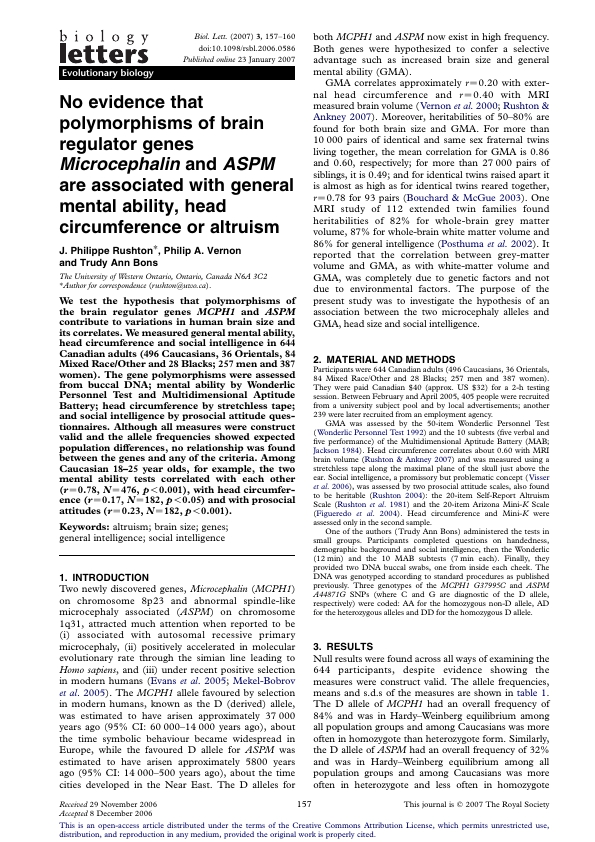 biology
letters
Evolutionary biology
Biol. Lett. (2007) 3, 157–160
doi:10.1098/rsbl.2006.0586
Published online 23 January 2007
No evidence that
polymorphisms of brain
regulator genes
Microcephalin and ASPM
are associated with general
mental ability, head
circumference or altruism
J. Philippe Rushton*, Philip A. Vernon
and Trudy Ann Bons
The University of Western Ontario, Ontario, Canada N6A 3C2
*Author for correspondence (rushton@uwo.ca).
We test the hypothesis that polymorphisms of
the brain regulator genes MCPH1 and ASPM
contribute to variations in human brain size and
its correlates. We measured general mental ability,
head circumference and social intelligence in 644
Canadian adults (496 Caucasians, 36 Orientals, 84
Mixed Race/Other and 28 Blacks; 257 men and 387
women). The gene polymorphisms were assessed
from buccal DNA; mental ability by Wonderlic
Personnel Test and Multidimensional Aptitude
Battery; head circumference by stretchless tape;
and social intelligence by prosocial attitude ques-
tionnaires. Although all measures were construct
valid and the allele frequencies showed expected
population differences, no relationship was found
between the genes and any of the criteria. Among
Caucasian 18–25 year olds, for example, the two
mental ability tests correlated with each other
(r=0.78, N=476, p<0.001), with head circumfer-
ence (r=0.17, N=182, p<0.05) and with prosocial
attitudes (r=0.23, N=182, p<0.001).
Keywords: altruism; brain size; genes;
general intelligence; social intelligence
1. INTRODUCTION
Two newly discovered genes, Microcephalin (MCPH1)
on chromosome 8p23 and abnormal spindle-like
microcephaly associated (ASPM) on chromosome
1q31, attracted much attention when reported to be
(i) associated with autosomal recessive primary
microcephaly, (ii) positively accelerated in molecular
evolutionary rate through the simian line leading to
Homo sapiens, and (iii) under recent positive selection
in modern humans (Evans et al. 2005; Mekel-Bobrov
et al. 2005). The MCPH1 allele favoured by selection
in modern humans, known as the D (derived) allele,
was estimated to have arisen approximately 37 000
years ago (95% CI: 60 000–14 000 years ago), about
the time symbolic behaviour became widespread in
Europe, while the favoured D allele for ASPM was
estimated to have arisen approximately 5800 years
ago (95% CI: 14 000–500 years ago), about the time
cities developed in the Near East. The D alleles for
both MCPH1 and ASPM now exist in high frequency.
Both genes were hypothesized to confer a selective
advantage such as increased brain size and general
mental ability (GMA).
GMA correlates approximately r=0.20 with exter-
nal head circumference and r=0.40 with MRI
measured brain volume (Vernon et al. 2000; Rushton &
Ankney 2007). Moreover, heritabilities of 50–80% are
found for both brain size and GMA. For more than
10 000 pairs of identical and same sex fraternal twins
living together, the mean correlation for GMA is 0.86
and 0.60, respectively; for more than 27 000 pairs of
siblings, it is 0.49; and for identical twins raised apart it
is almost as high as for identical twins reared together,
r=0.78 for 93 pairs (Bouchard & McGue 2003). One
MRI study of 112 extended twin families found
heritabilities of 82% for whole-brain grey matter
volume, 87% for whole-brain white matter volume and
86% for general intelligence (Posthuma et al. 2002). It
reported that the correlation between grey-matter
volume and GMA, as with white-matter volume and
GMA, was completely due to genetic factors and not
due to environmental factors. The purpose of the
present study was to investigate the hypothesis of an
association between the two microcephaly alleles and
GMA, head size and social intelligence.
2. MATERIAL AND METHODS
Participants were 644 Canadian adults (496 Caucasians, 36 Orientals,
84 Mixed Race/Other and 28 Blacks; 257 men and 387 women).
They were paid Canadian $40 (approx. US $32) for a 2-h testing
session. Between February and April 2005, 405 people were recruited
from a university subject pool and by local advertisements; another
239 were later recruited from an employment agency.
GMA was assessed by the 50-item Wonderlic Personnel Test
(Wonderlic Personnel Test 1992) and the 10 subtests (five verbal and
five performance) of the Multidimensional Aptitude Battery (MAB;
Jackson 1984). Head circumference correlates about 0.60 with MRI
brain volume (Rushton & Ankney 2007) and was measured using a
stretchless tape along the maximal plane of the skull just above the
ear. Social intelligence, a promissory but problematic concept (Visser
et al. 2006), was assessed by two prosocial attitude scales, also found
to be heritable (Rushton 2004): the 20-item Self-Report Altruism
Scale (Rushton et al. 1981) and the 20-item Arizona Mini-K Scale
(Figueredo et al. 2004). Head circumference and Mini-K were
assessed only in the second sample.
One of the authors (Trudy Ann Bons) administered the tests in
small groups. Participants completed questions on handedness,
demographic background and social intelligence, then the Wonderlic
(12 min) and the 10 MAB subtests (7 min each). Finally, they
provided two DNA buccal swabs, one from inside each cheek. The
DNA was genotyped according to standard procedures as published
previously. Three genotypes of the MCPH1 G37995C and ASPM
A44871G SNPs (where C and G are diagnostic of the D allele,
respectively) were coded: AA for the homozygous non-D allele, AD
for the heterozygous alleles and DD for the homozygous D allele.
3. RESULTS
Null results were found across all ways of examining the
644 participants, despite evidence showing the
measures were construct valid. The allele frequencies,
means and s.d.s of the measures are shown in table 1.
The D allele of MCPH1 had an overall frequency of
84% and was in Hardy–Weinberg equilibrium among
all population groups and among Caucasians was more
often in homozygote than heterozygote form. Similarly,
the D allele of ASPM had an overall frequency of 32%
and was in Hardy–Weinberg equilibrium among all
population groups and among Caucasians was more
often in heterozygote and less often in homozygote
Received 29 November 2006
Accepted 8 December 2006
157
This journal is © 2007 The Royal Society
This is an open-access article distributed under the terms of the Creative Commons Attribution License, which permits unrestricted use,
distribution, and reproduction in any medium, provided the original work is properly cited.